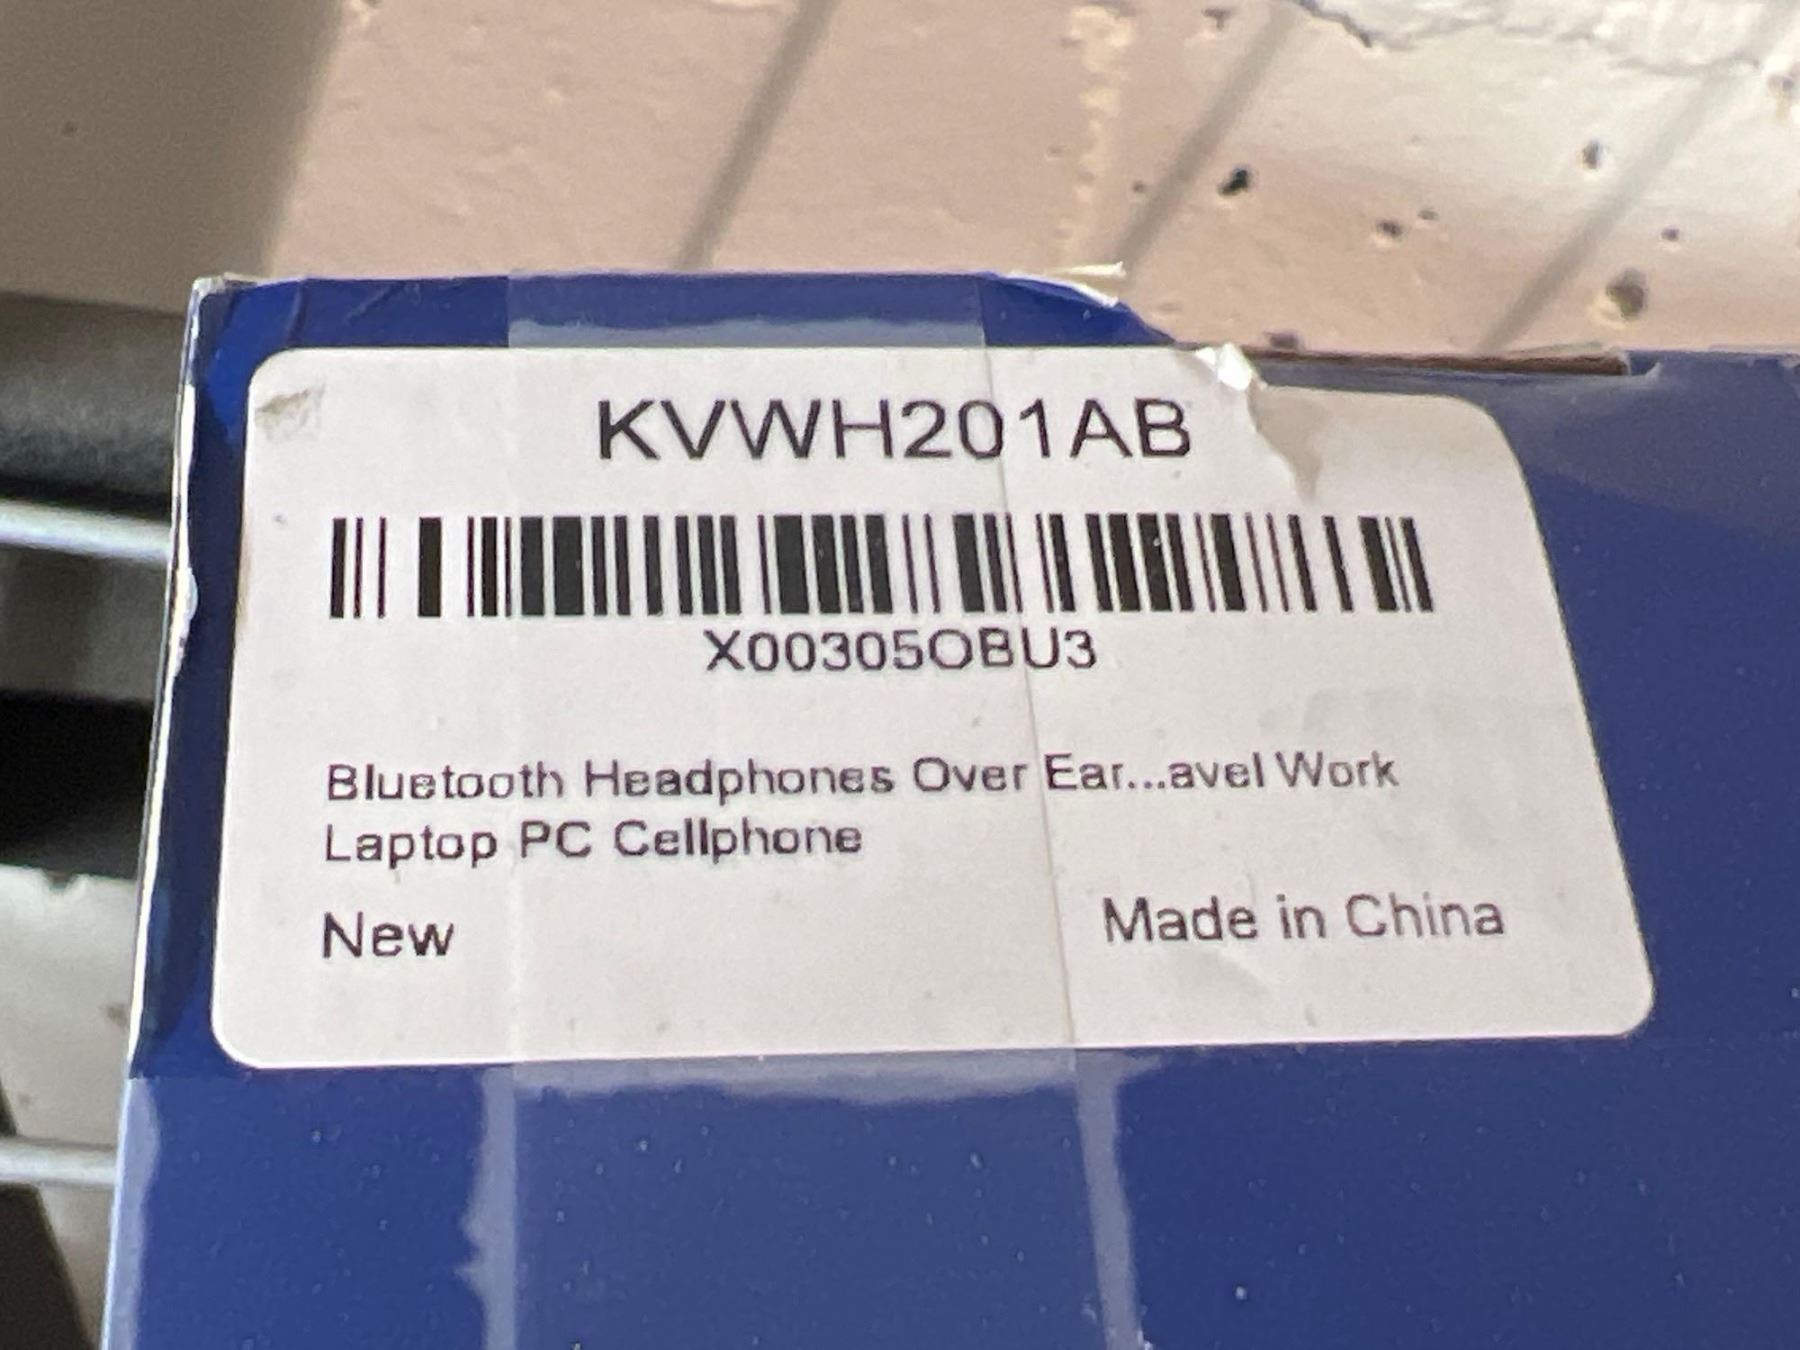 KVWH201AB
X00305OBU3
Bluetooth Headphones Over Ear...avel Work
Laptop PC Cellphone
New
Made in China